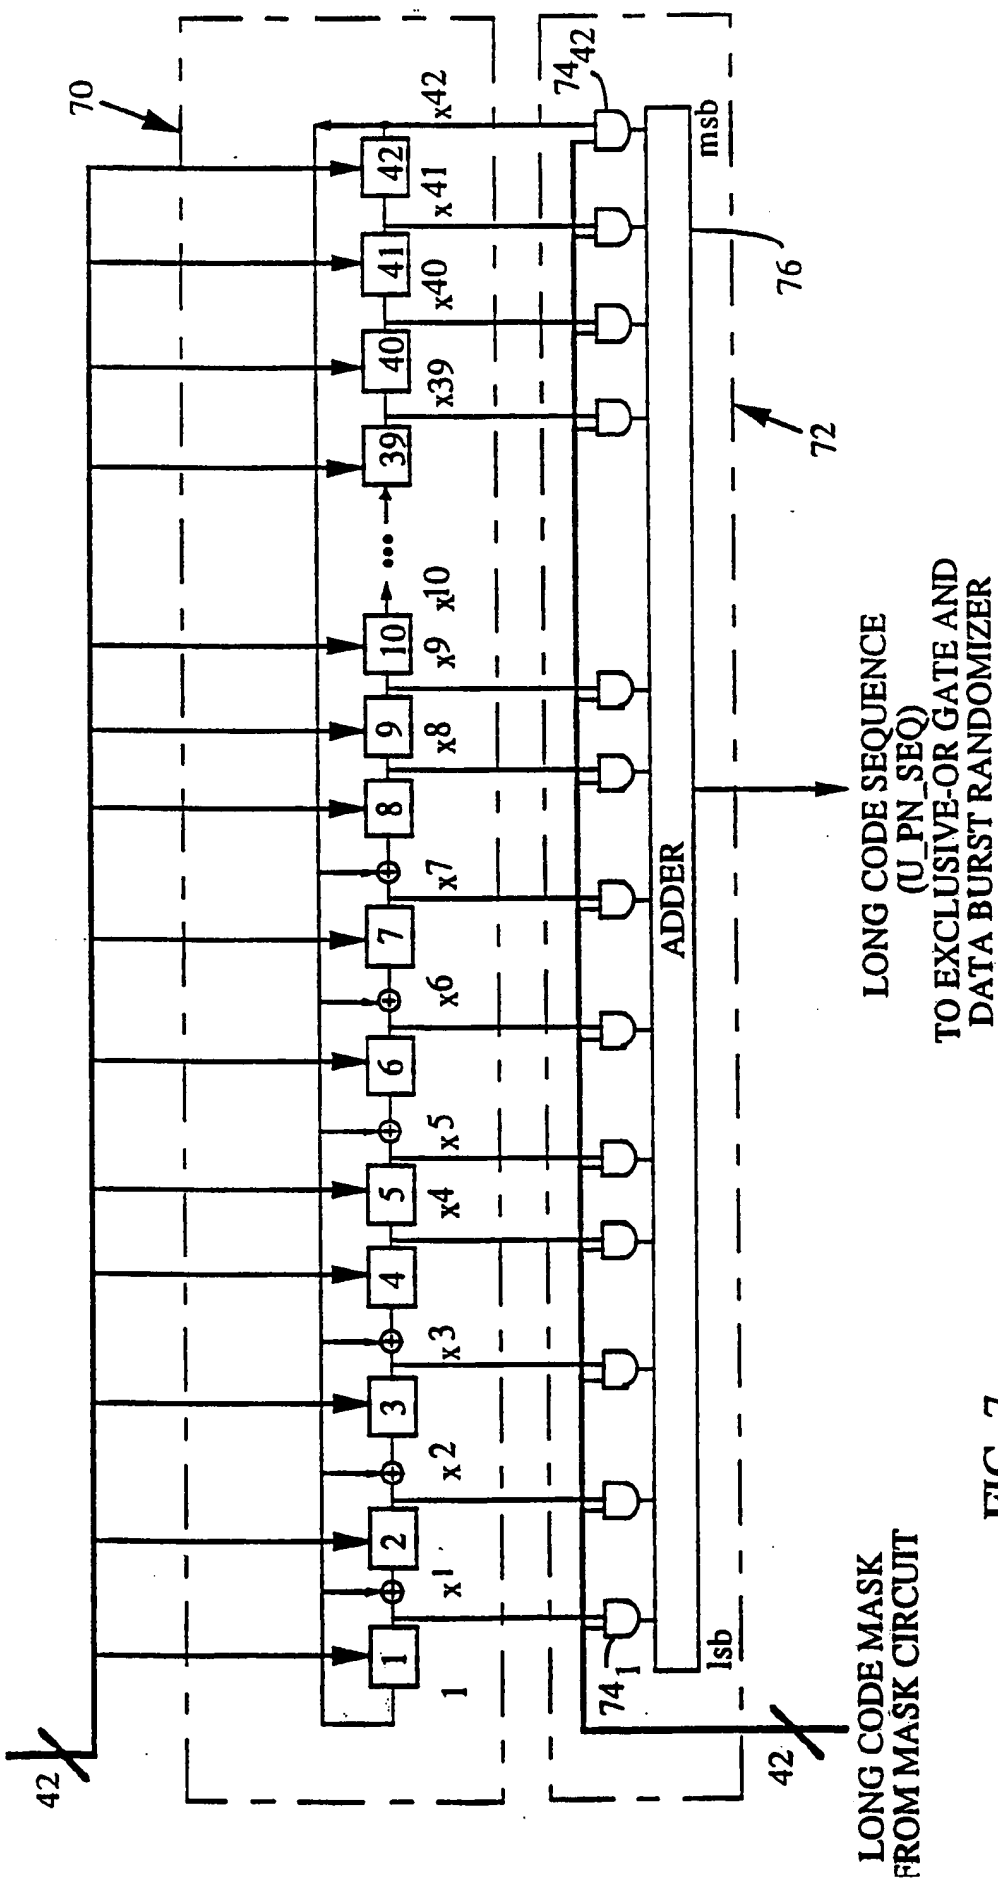 42
70
1 2 3 4 5 6 7 8 9 10 ••• 39 40 41 42
1 x1 x2 x3 x4 x5 x6 x7 x8 x9 x10 x39 x40 x41 x42
74 1
74 42
ADDER
lsb
msb
76
72
42
LONG CODE MASK
FROM MASK CIRCUIT
LONG CODE SEQUENCE
(U_PN_SEQ)
TO EXCLUSIVE-OR GATE AND
DATA BURST RANDOMIZER
FIG. 7